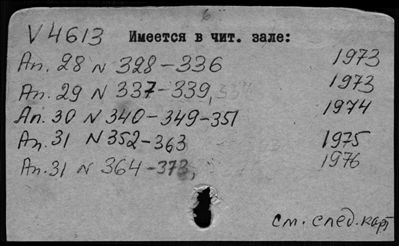 V 4613 Имеется в чит. зале:
Ап. 28 N 328-336 1973
Ап. 29 N 337-339, 1973
Ап. 30 N 340-349-351 1974
Ап. 31 N 352-363 1975
Ап. 31 N 364-373, 1976
см. след. карт